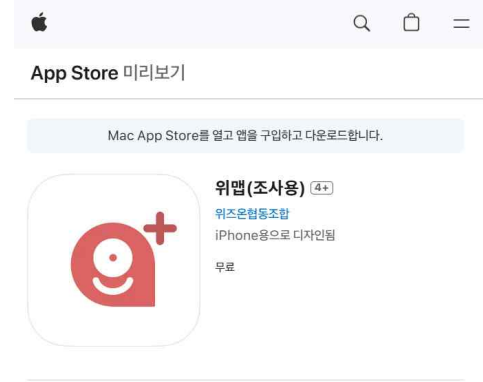 App Store 미리보기
Mac App Store를 열고 앱을 구입하고 다운로드합니다.
위맵(조사용) 4+
위즈온협동조합
iPhone용으로 디자인됨
무료